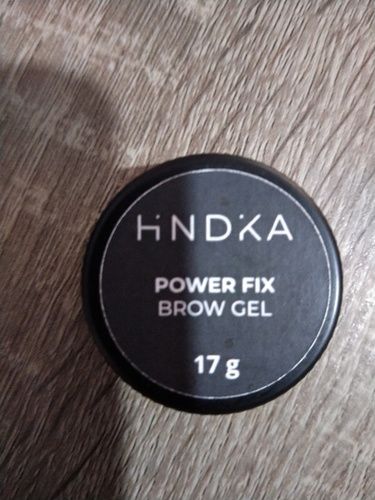 HNDKA
POWER FIX
BROW GEL
17 g